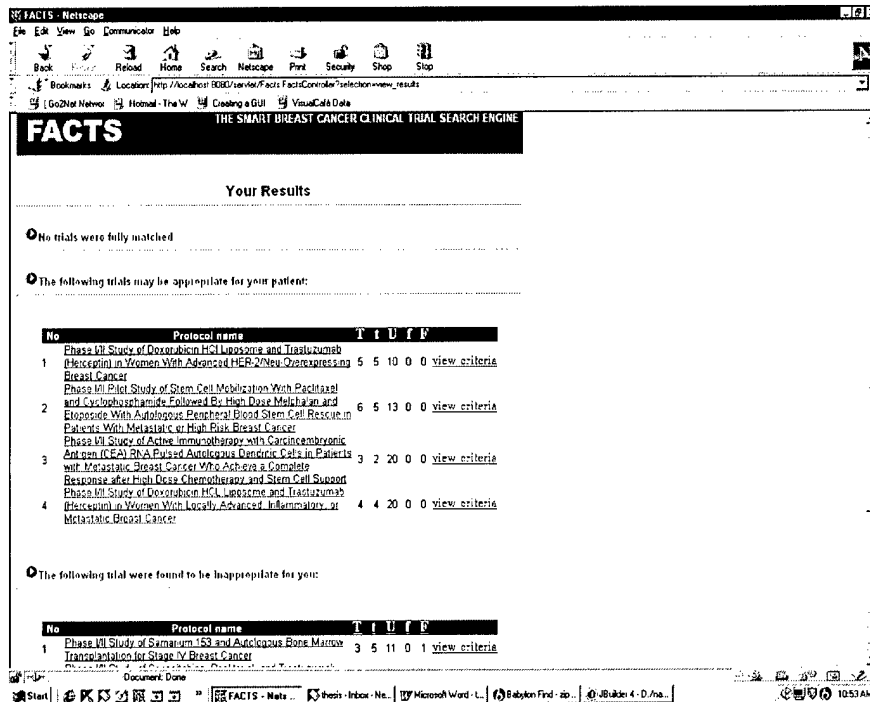 FACTS - Netscape
File Edit View Go Communicator Help
Back Reload Home Search Netscape Print Security Shop Stop
Bookmarks Location: http://localhost:8080/servlet/Facts.FactsController?selection=view_results
[Go2Net Networ Hotmail - The W Creating a GUI VisualCafé Data
FACTS
THE SMART BREAST CANCER CLINICAL TRIAL SEARCH ENGINE
Your Results
No trials were fully matched
The following trials may be appropilate for your patient:
No Protocol name T t U f F
1 Phase I/II Study of Doxorubicin HCl Liposome and Trastuzumab (Herceptin) in Women With Advanced HER-2/Neu-Overexpressing Breast Cancer 5 5 10 0 0 view criteria
2 Phase I/II Pilot Study of Stem Cell Mobilization With Paclitaxel and Cyclophosphamide Followed By High Dose Melphalan and Etoposide With Autologous Peripheral Blood Stem Cell Rescue in Patients With Metastatic or High Risk Breast Cancer 6 5 13 0 0 view criteria
3 Phase I/II Study of Active Immunotherapy with Carcinoembryonic Antigen (CEA) RNA Pulsed Autologous Dendritic Cells in Patients with Metastatic Breast Cancer Who Achieve a Complete Response after High Dose Chemotherapy and Stem Cell Support 3 2 20 0 0 view criteria
4 Phase I/II Study of Doxorubicin HCL Liposome and Trastuzumab (Herceptin) in Women With Locally Advanced, Inflammatory, or Metastatic Breast Cancer 4 4 20 0 0 view criteria
The following trial were found to be inappropilate for you:
No Protocol name T t U f F
1 Phase I/II Study of Samarium 153 and Autologous Bone Marrow Transplantation for Stage IV Breast Cancer 3 5 11 0 1 view criteria
Document: Done
Start FACTS - Nets... thesis - Inbox - Ne... Microsoft Word - t... Babylon Find - zip... JBuilder 4 - D:/na... 10:53 AM